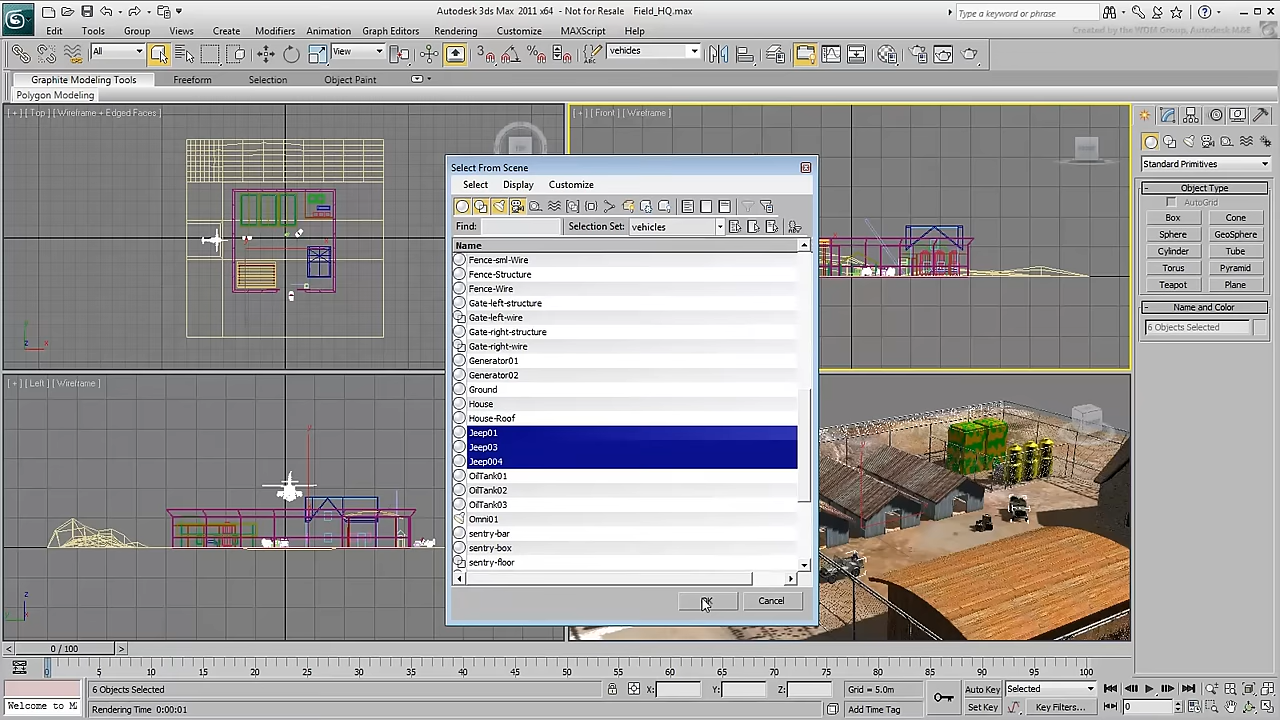 Autodesk 3ds Max 2011 x64 - Not for Resale Field_HQ.max
Type a keyword or phrase
Created by the WDM Group, Autodesk M&E
Edit Tools Group Views Create Modifiers Animation Graph Editors Rendering Customize MAXScript Help
All View vehicles
Graphite Modeling Tools Freeform Selection Object Paint
Polygon Modeling
[ + ] [ Top ] [ Wireframe + Edged Faces ]
[ + ] [ Front ] [ Wireframe ]
Select From Scene
Select Display Customize
Find: Selection Set: vehicles
Name
Fence-sml-Wire
Fence-Structure
Fence-Wire
Gate-left-structure
Gate-left-wire
Gate-right-structure
Gate-right-wire
Generator01
Generator02
Ground
House
House-Roof
Jeep01
Jeep03
Jeep004
OilTank01
OilTank02
OilTank03
Omni01
sentry-bar
sentry-box
sentry-floor
OK Cancel
Standard Primitives
- Object Type
AutoGrid
Box Cone
Sphere GeoSphere
Cylinder Tube
Torus Pyramid
Teapot Plane
- Name and Color
6 Objects Selected
[ + ] [ Left ] [ Wireframe ]
0 / 100
0 5 10 15 20 25 30 35 40 45 50 55 60 65 70 75 80 85 90 95 100
6 Objects Selected X: Y: Z: Grid = 5.0m Auto Key Selected
Welcome to M Rendering Time 0:00:01 Add Time Tag Set Key Key Filters... 0